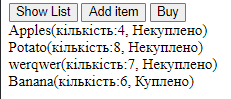 Show List Add item Buy
Apples(кількість:4, Некуплено)
Potato(кількість:8, Некуплено)
werqwer(кількість:7, Некуплено)
Banana(кількість:6, Куплено)